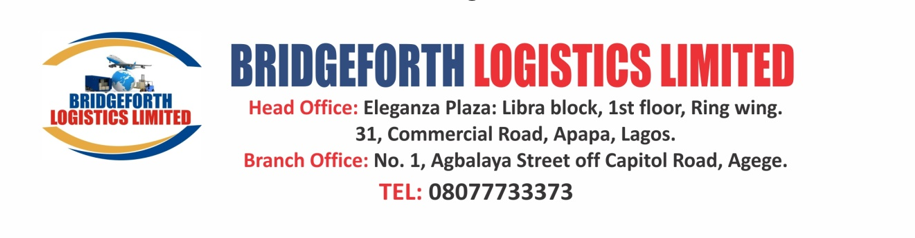 BRIDGEFORTH
LOGISTICS LIMITED
BRIDGEFORTH LOGISTICS LIMITED
Head Office: Eleganza Plaza: Libra block, 1st floor, Ring wing.
31, Commercial Road, Apapa, Lagos.
Branch Office: No. 1, Agbalaya Street off Capitol Road, Agege.
TEL: 08077733373